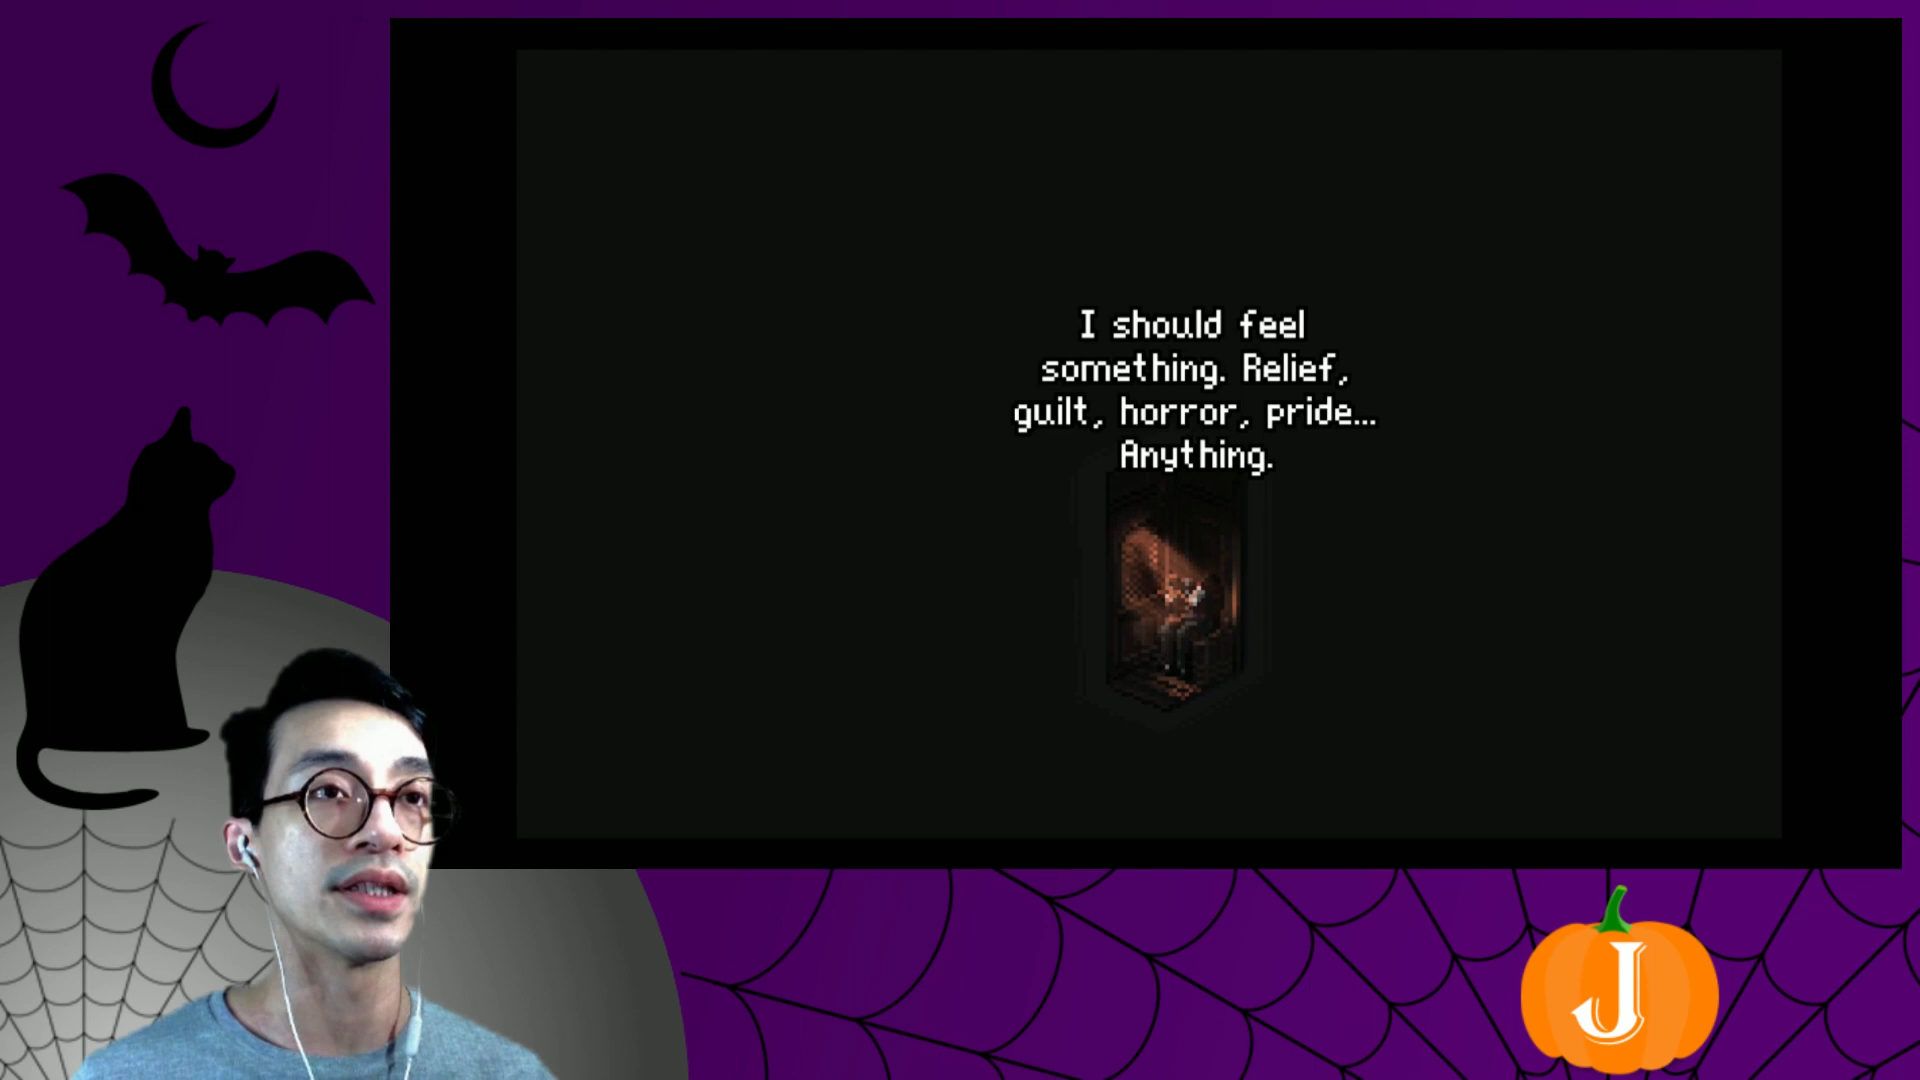 I should feel
something. Relief,
guilt, horror, pride...
Anything.
J